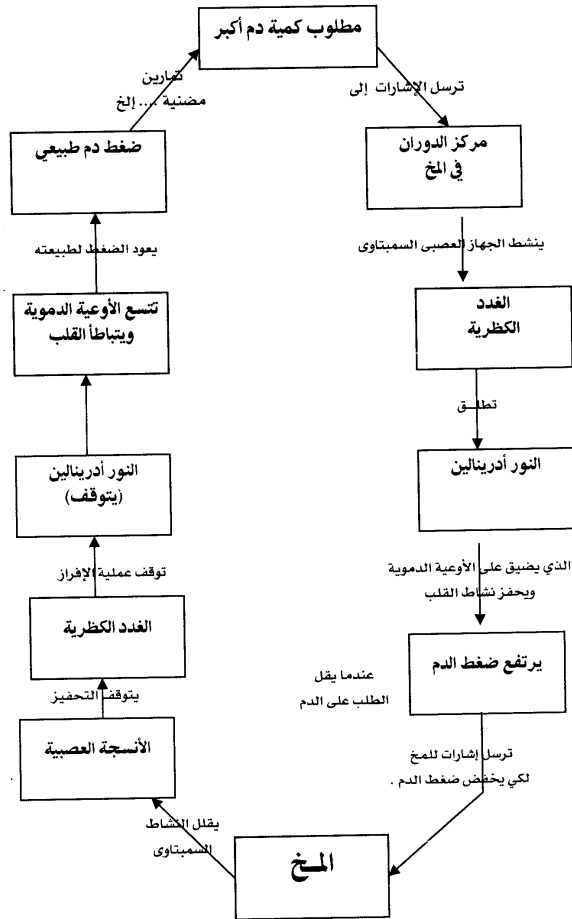 مطلوب كمية دم أكبر
ترسل الإشارات إلى
مركز الدوران
في المخ
ينشط الجهاز العصبى السمبتاوى
الغدد
الكظرية
تطلـــق
النور أدرينالين
الذي يضيق على الأوعية الدموية
ويحفز نشاط القلب
يرتفع ضغط الدم
عندما يقل
الطلب على الدم
ترسل إشارات للمخ
لكي يخفض ضغط الدم .
المــخ
يقلل النشاط
السمبتاوى
الأنسجة العصبية
يتوقف التحفيز
الغدد الكظرية
توقف عملية الإفراز
النور أدرينالين
(يتوقف)
تتسع الأوعية الدموية
ويتباطأ القلب
يعود الضغط لطبيعته
ضغط دم طبيعي
تمارين
مضنية .... إلخ